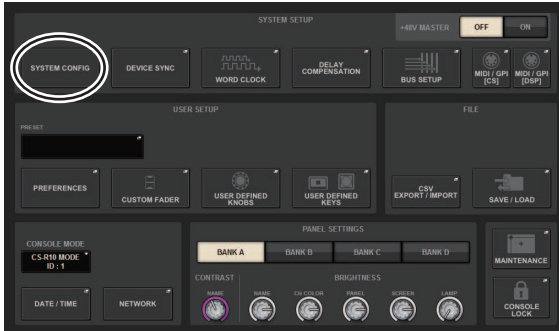 SYSTEM SETUP
+48V MASTER
OFF
ON
SYSTEM CONFIG
DEVICE SYNC
WORD CLOCK
DELAY
COMPENSATION
BUS SETUP
MIDI / GPI
[CS]
MIDI / GPI
[DSP]
USER SETUP
PRESET
PREFERENCES
CUSTOM FADER
USER DEFINED
KNOBS
USER DEFINED
KEYS
FILE
CSV
EXPORT / IMPORT
SAVE / LOAD
CONSOLE MODE
CS-R10 MODE
ID : 1
DATE / TIME
NETWORK
PANEL SETTINGS
BANK A
BANK B
BANK C
BANK D
CONTRAST
BRIGHTNESS
NAME
NAME
CH COLOR
PANEL
SCREEN
LAMP
MAINTENANCE
CONSOLE
LOCK